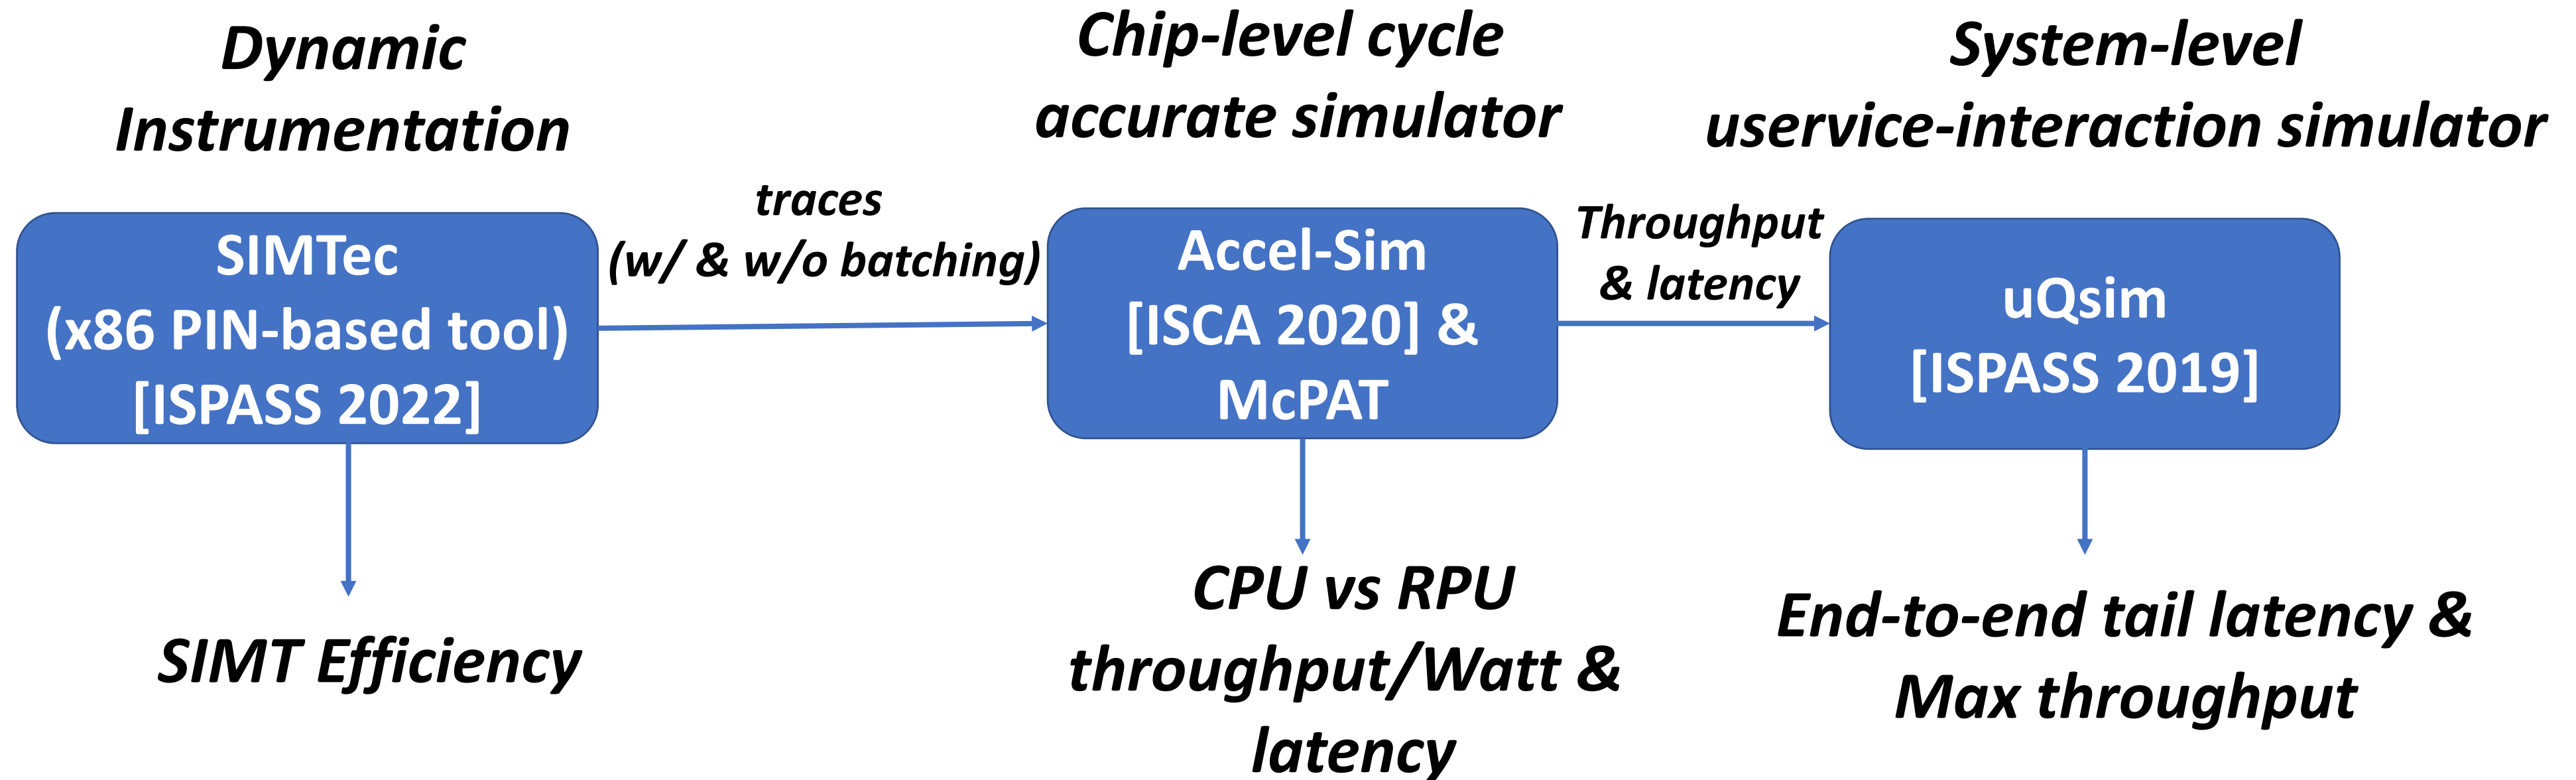 Dynamic
Instrumentation
SIMTec
(x86 PIN-based tool)
[ISPASS 2022]
SIMT Efficiency
traces
(w/ & w/o batching)
Chip-level cycle
accurate simulator
Accel-Sim
[ISCA 2020] &
McPAT
CPU vs RPU
throughput/Watt &
latency
Throughput
& latency
System-level
uservice-interaction simulator
uQsim
[ISPASS 2019]
End-to-end tail latency &
Max throughput